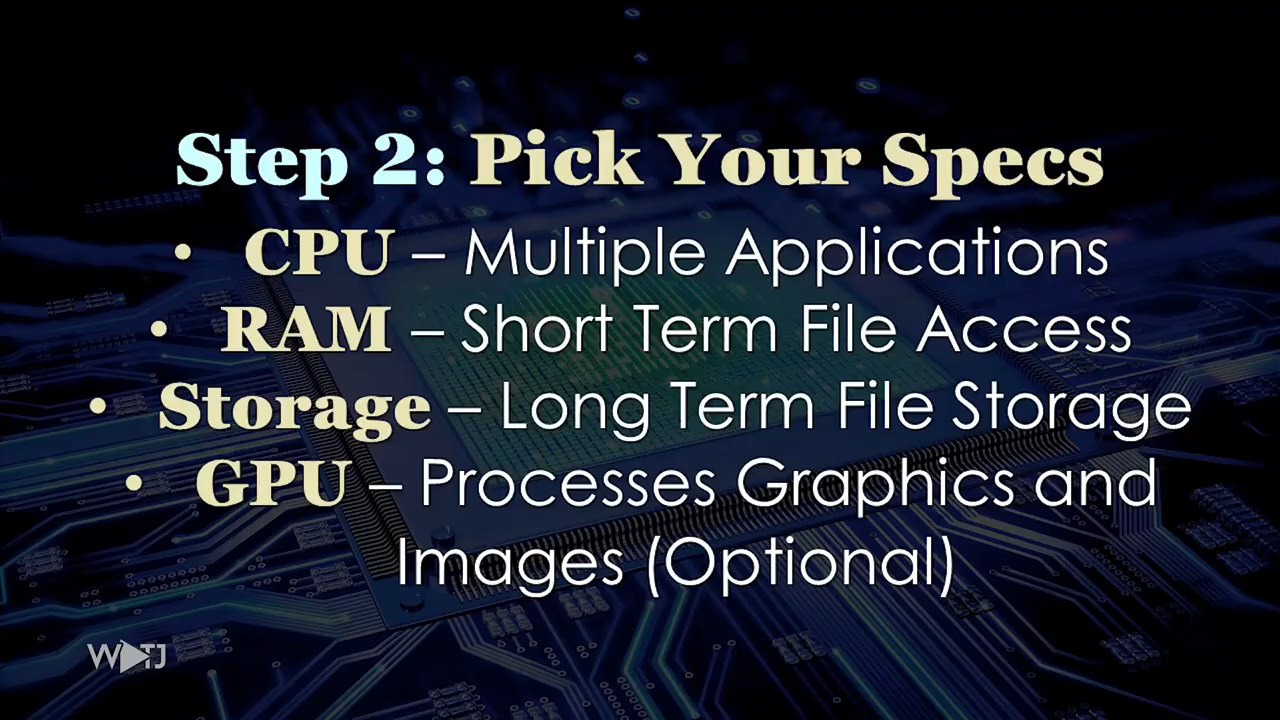 Step 2: Pick Your Specs
• CPU – Multiple Applications
• RAM – Short Term File Access
• Storage – Long Term File Storage
• GPU – Processes Graphics and
Images (Optional)